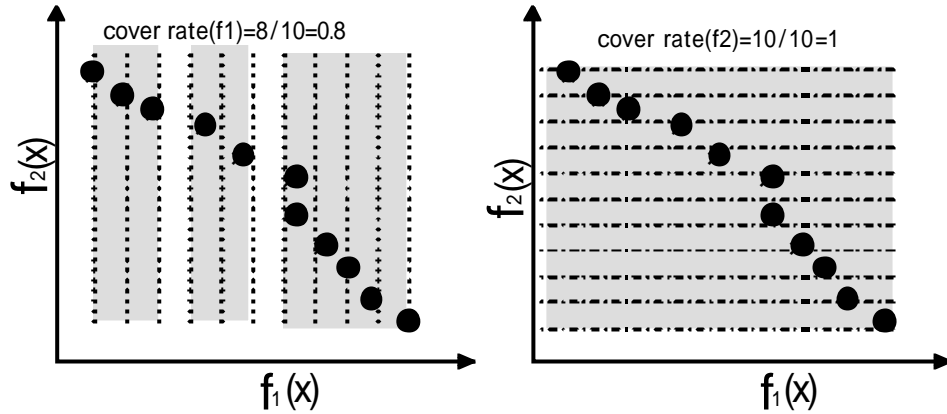 cover rate(f1)=8/10=0.8
f₂(x)
f₁(x)
cover rate(f2)=10/10=1
f₂(x)
f₁(x)